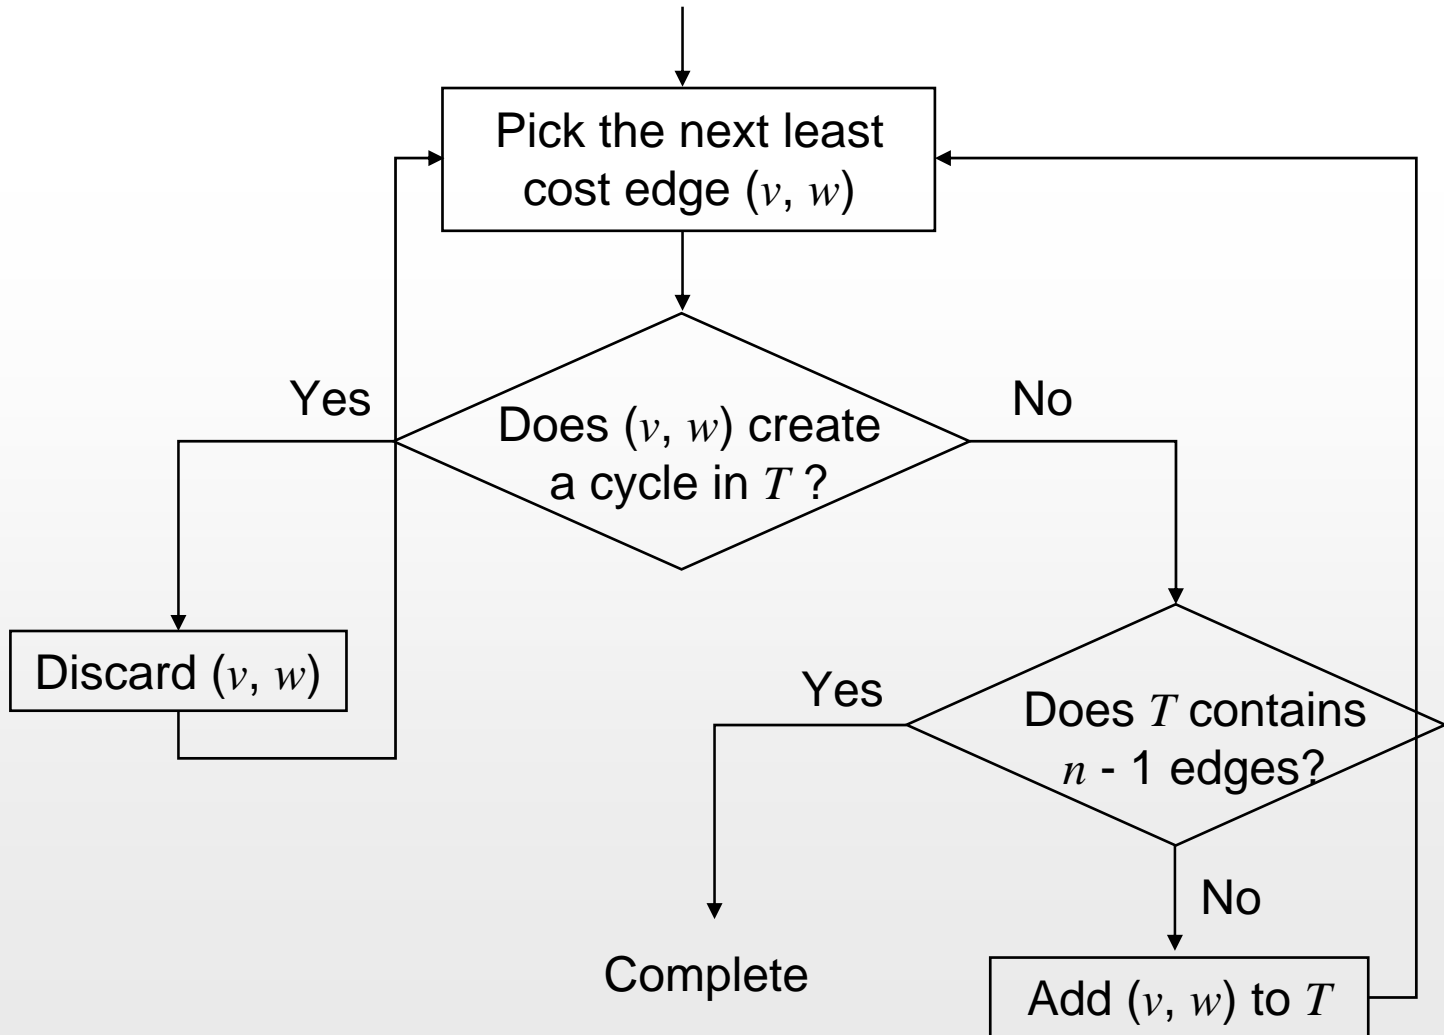 Pick the next least
cost edge (v, w)
Yes
No
Does (v, w) create
a cycle in T ?
Discard (v, w)
Yes
Does T contains
n - 1 edges?
No
Complete
Add (v, w) to T